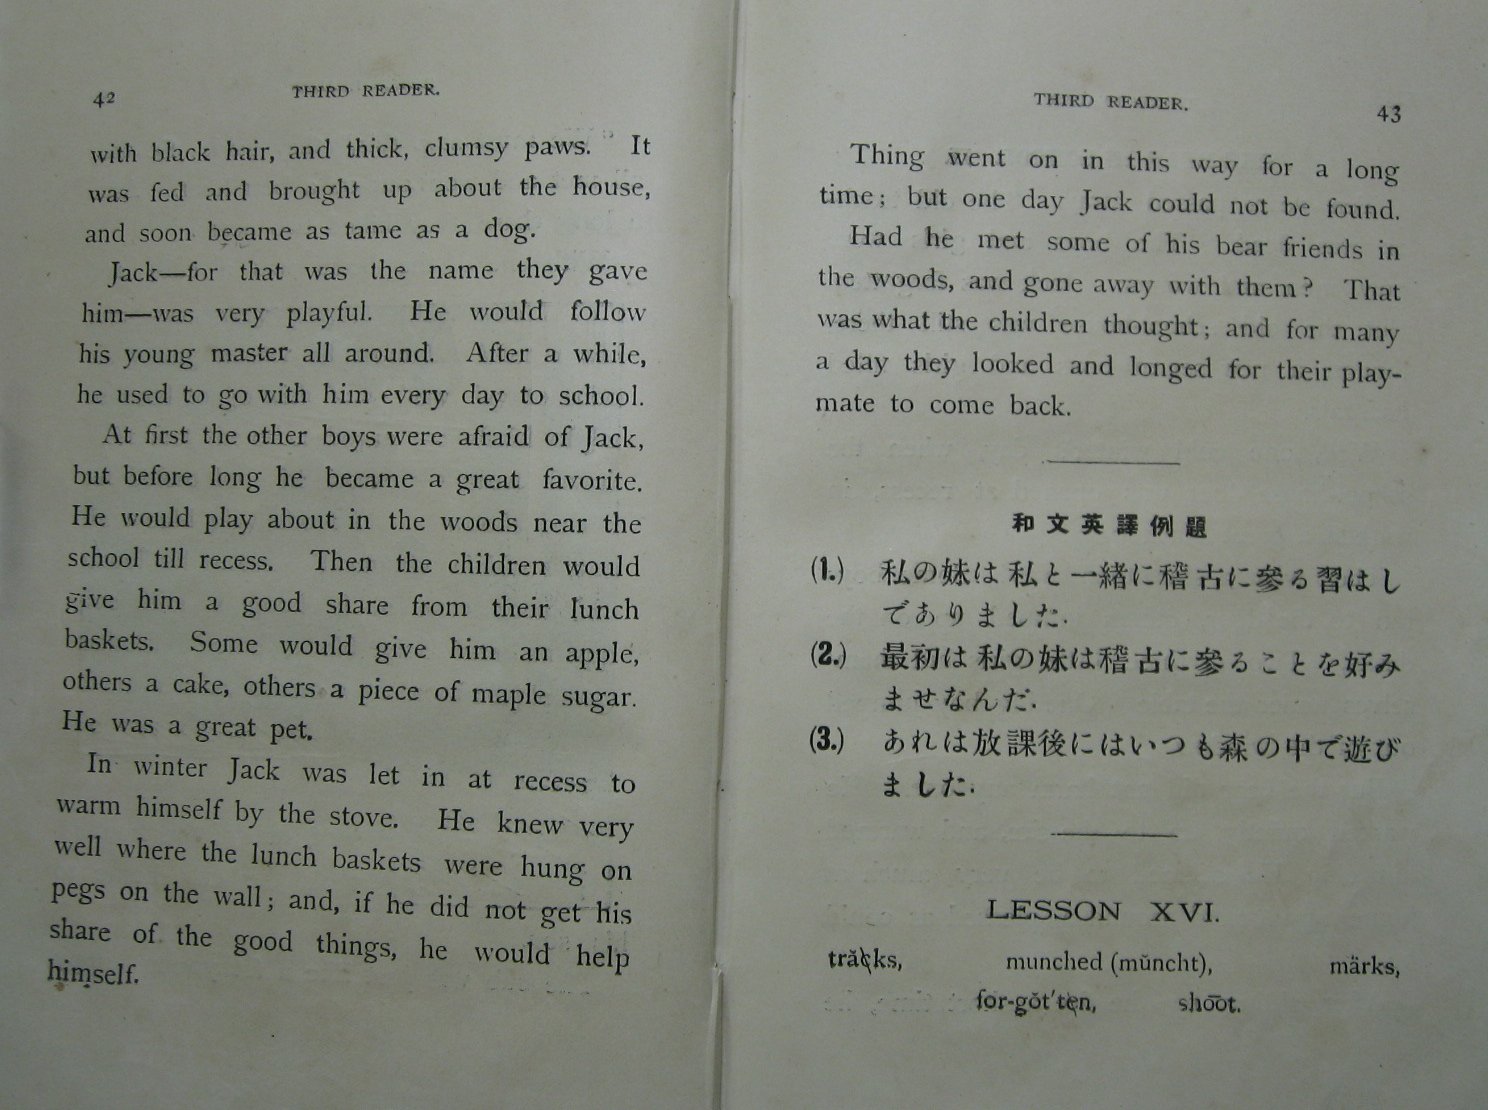 42
THIRD READER.
with black hair, and thick, clumsy paws. It
was fed and brought up about the house,
and soon became as tame as a dog.
Jack—for that was the name they gave
him—was very playful. He would follow
his young master all around. After a while,
he used to go with him every day to school.
At first the other boys were afraid of Jack,
but before long he became a great favorite.
He would play about in the woods near the
school till recess. Then the children would
give him a good share from their lunch
baskets. Some would give him an apple,
others a cake, others a piece of maple sugar.
He was a great pet.
In winter Jack was let in at recess to
warm himself by the stove. He knew very
well where the lunch baskets were hung on
pegs on the wall; and, if he did not get his
share of the good things, he would help
himself.
THIRD READER.
43
Thing went on in this way for a long
time; but one day Jack could not be found.
Had he met some of his bear friends in
the woods, and gone away with them? That
was what the children thought; and for many
a day they looked and longed for their play-
mate to come back.
和文英譯例題
(1.) 私の妹は私と一緒に稽古に參る習はし
でありました.
(2.) 最初は私の妹は稽古に參ることを好み
ませなんだ.
(3.) あれは放課後にはいつも森の中で遊び
ました.
LESSON XVI.
trăcks, munched (mŭncht), märks,
for-gŏt'ten, shōōt.